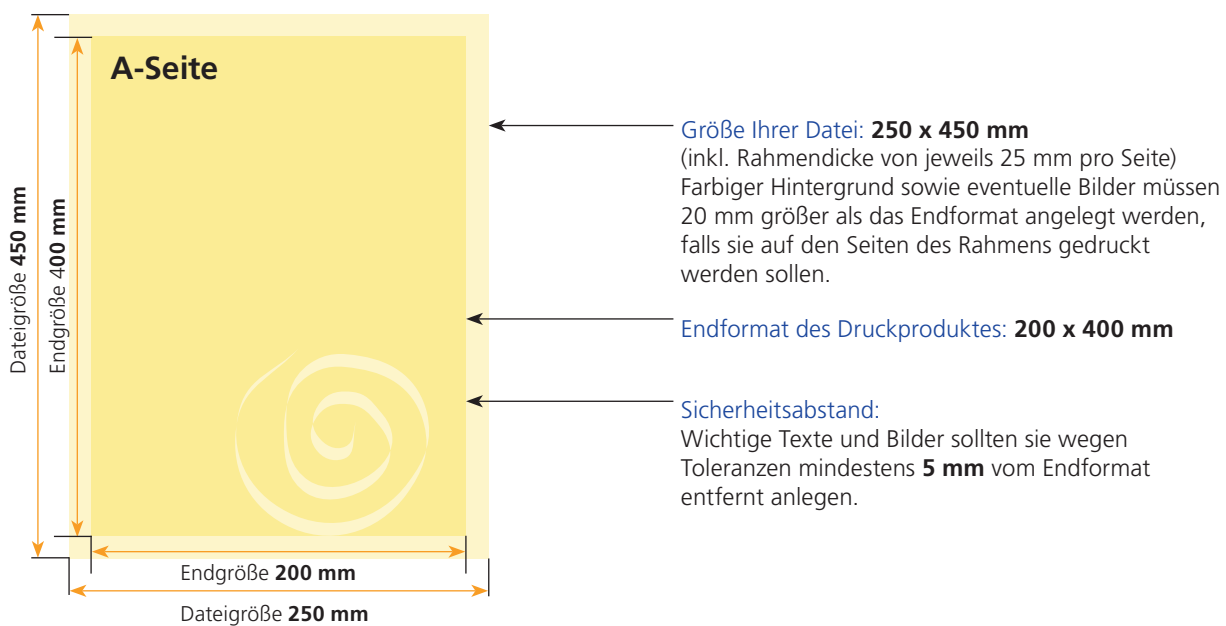 A-Seite
Dateigröße 450 mm
Endgröße 400 mm
Größe Ihrer Datei: 250 x 450 mm
(inkl. Rahmendicke von jeweils 25 mm pro Seite)
Farbiger Hintergrund sowie eventuelle Bilder müssen
20 mm größer als das Endformat angelegt werden,
falls sie auf den Seiten des Rahmens gedruckt
werden sollen.
Endformat des Druckproduktes: 200 x 400 mm
Sicherheitsabstand:
Wichtige Texte und Bilder sollten sie wegen
Toleranzen mindestens 5 mm vom Endformat
entfernt anlegen.
Endgröße 200 mm
Dateigröße 250 mm